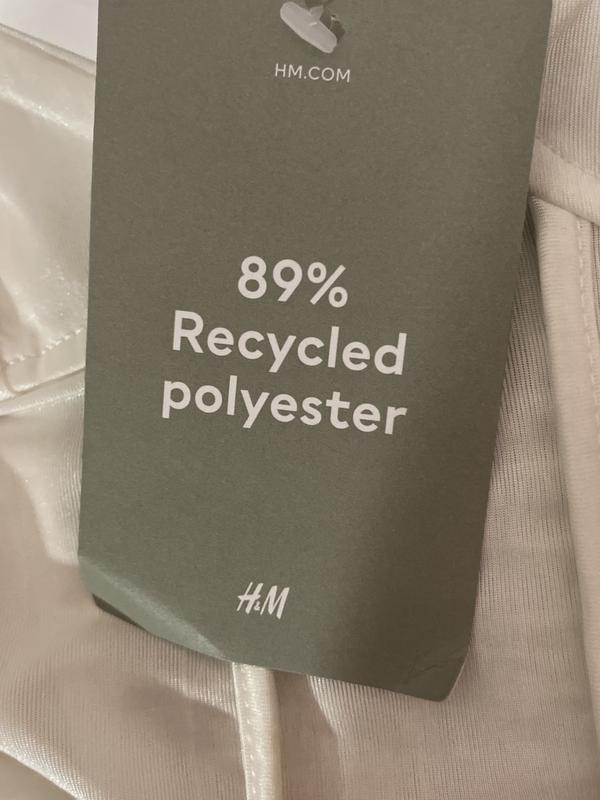 HM.COM
89%
Recycled
polyester
H&M